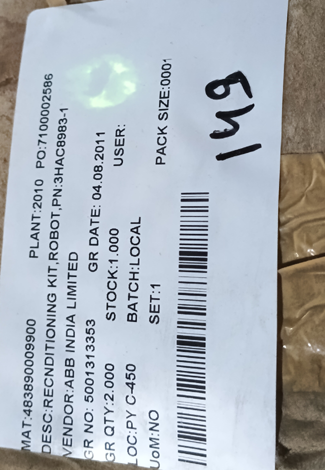 MAT:483890009900 PLANT:2010 PO:7100002586
DESC:RECNDITIONING KIT,ROBOT,PN:3HAC8983-1
VENDOR:ABB INDIA LIMITED
GR NO: 5001313353 GR DATE: 04.08.2011
GR QTY:2.000 STOCK:1.000 USER:
LOC:PY C-450 BATCH:LOCAL
UoM:NO SET:1 PACK SIZE:0001
149